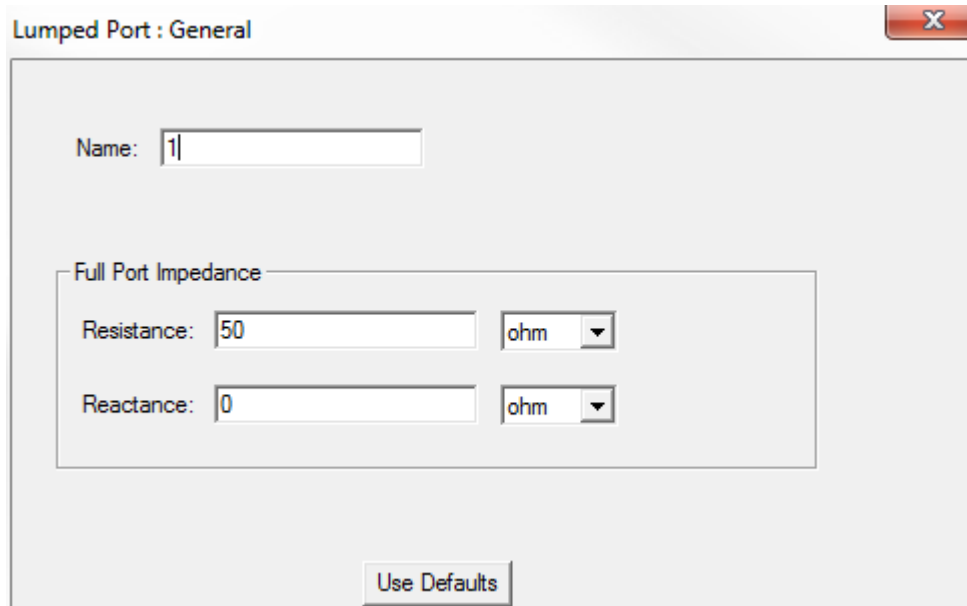 Lumped Port : General
Name: 1
Full Port Impedance
Resistance: 50 ohm
Reactance: 0 ohm
Use Defaults